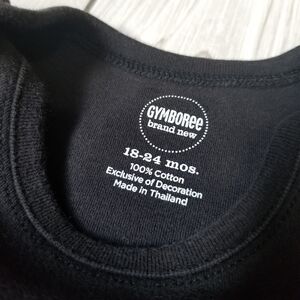 GYMBOREE
brand new
18-24 mos.
100% Cotton
Exclusive of Decoration
Made in Thailand